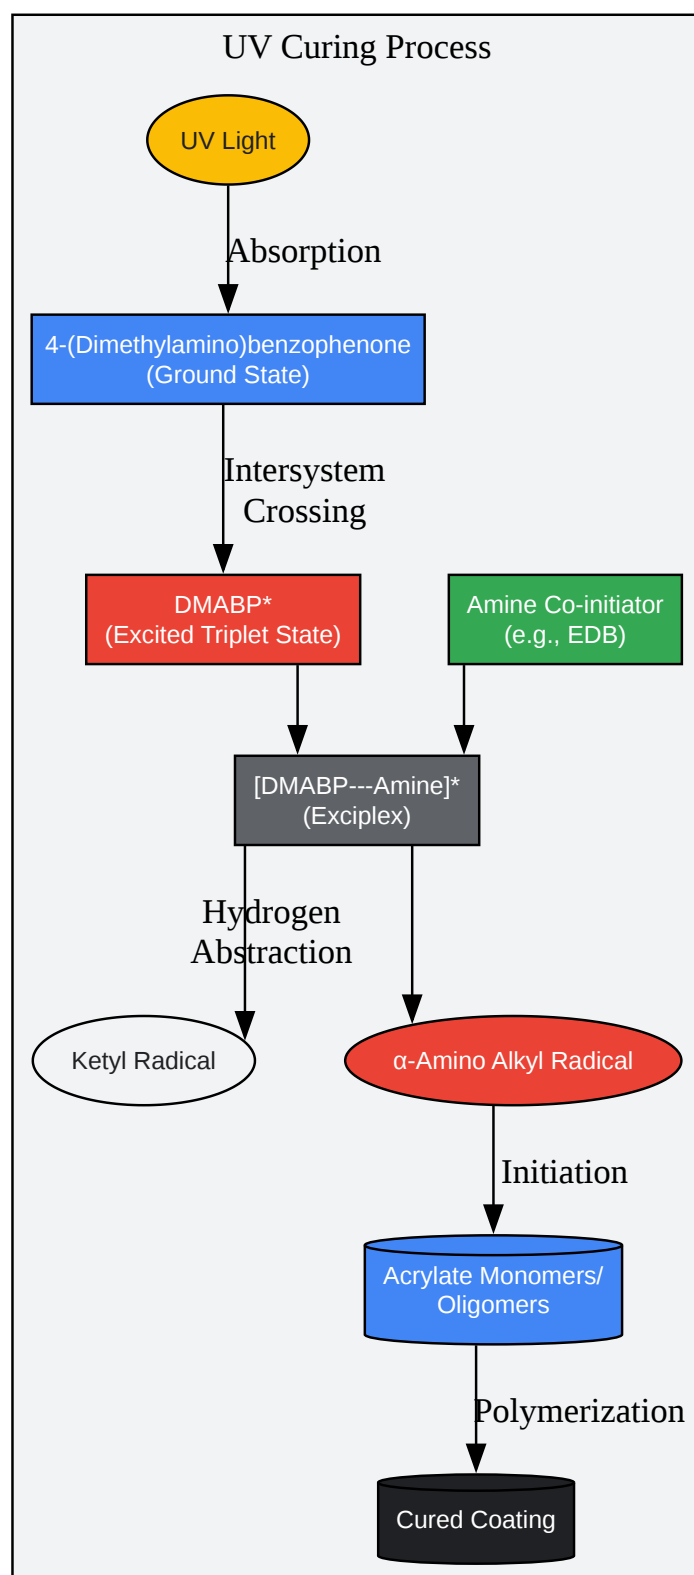 UV Curing Process
UV Light
Absorption
4-(Dimethylamino)benzophenone
(Ground State)
Intersystem
Crossing
DMABP*
(Excited Triplet State)
Amine Co-initiator
(e.g., EDB)
[DMABP---Amine]*
(Exciplex)
Hydrogen
Abstraction
Ketyl Radical
α-Amino Alkyl Radical
Initiation
Acrylate Monomers/
Oligomers
Polymerization
Cured Coating